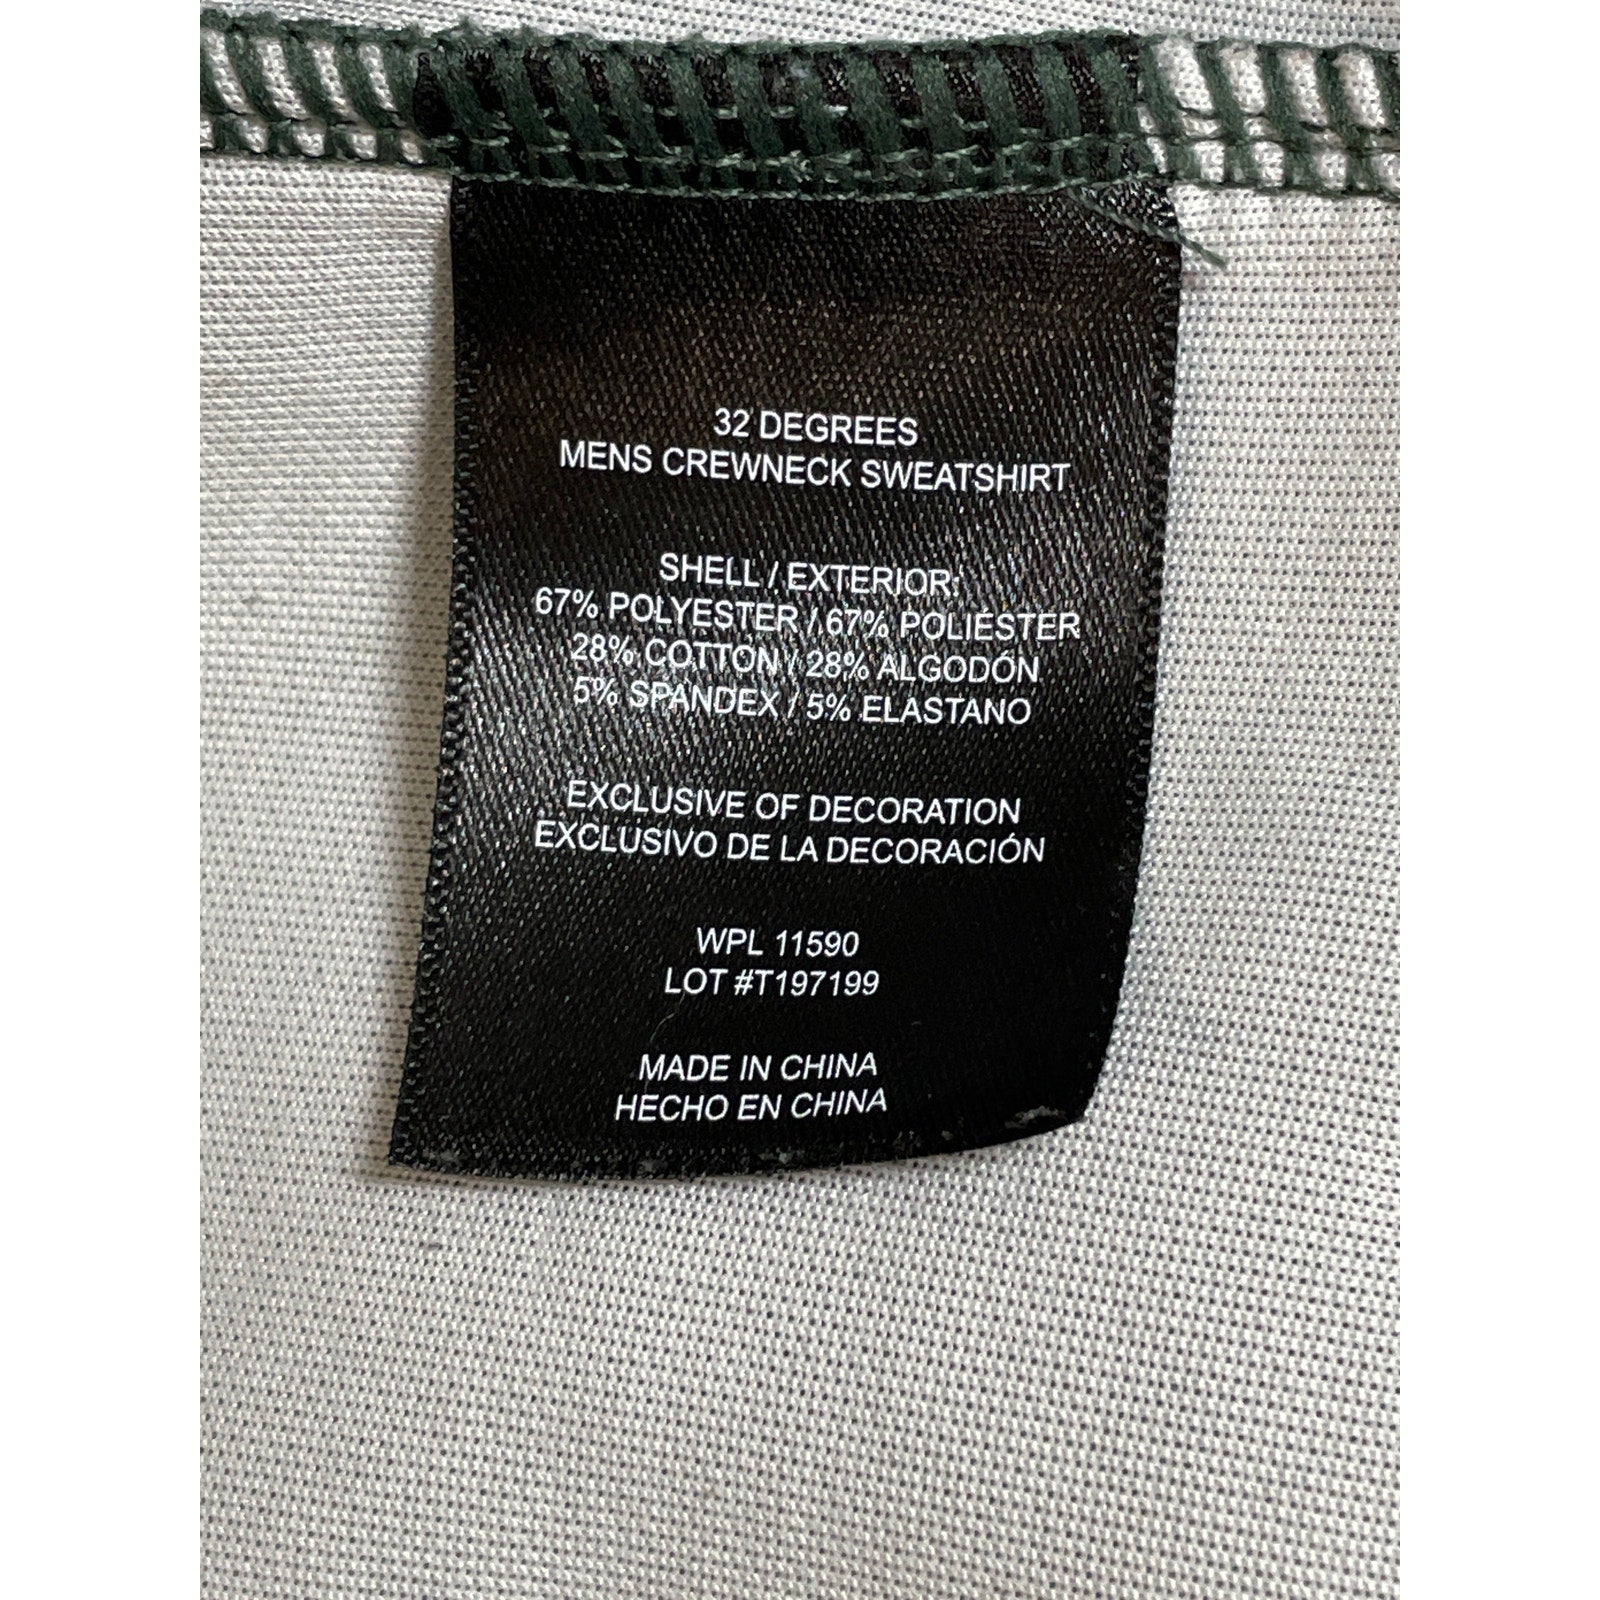 32 DEGREES
MENS CREWNECK SWEATSHIRT
SHELL / EXTERIOR:
67% POLYESTER / 67% POLIÉSTER
28% COTTON / 28% ALGODÓN
5% SPANDEX / 5% ELASTANO
EXCLUSIVE OF DECORATION
EXCLUSIVO DE LA DECORACIÓN
WPL 11590
LOT #T197199
MADE IN CHINA
HECHO EN CHINA